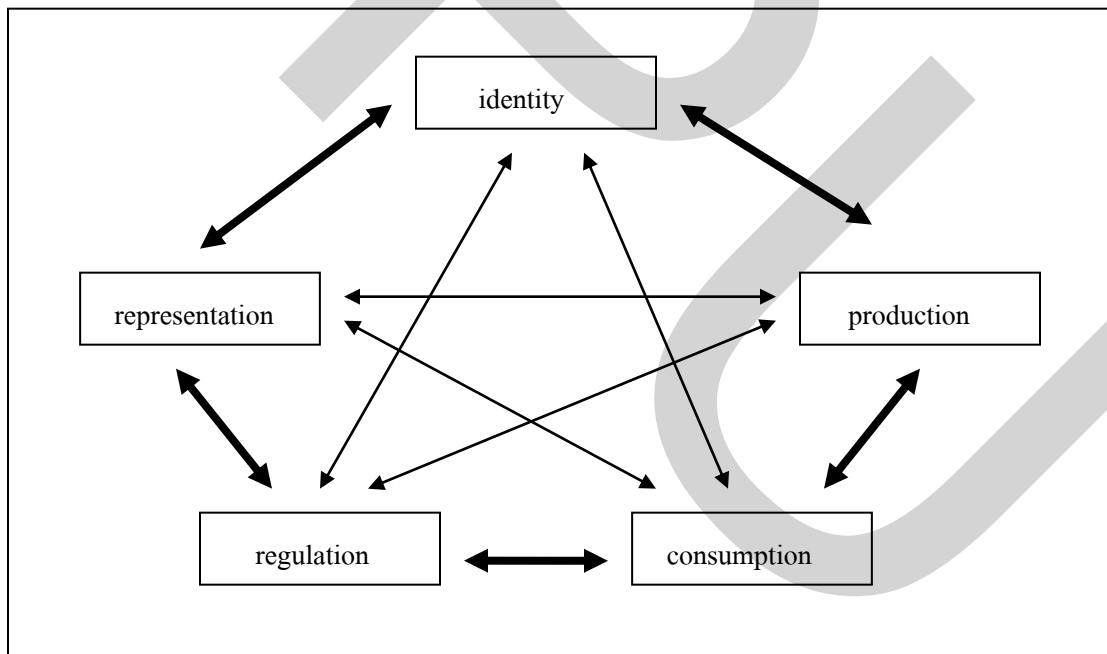 identity
representation
production
regulation
consumption